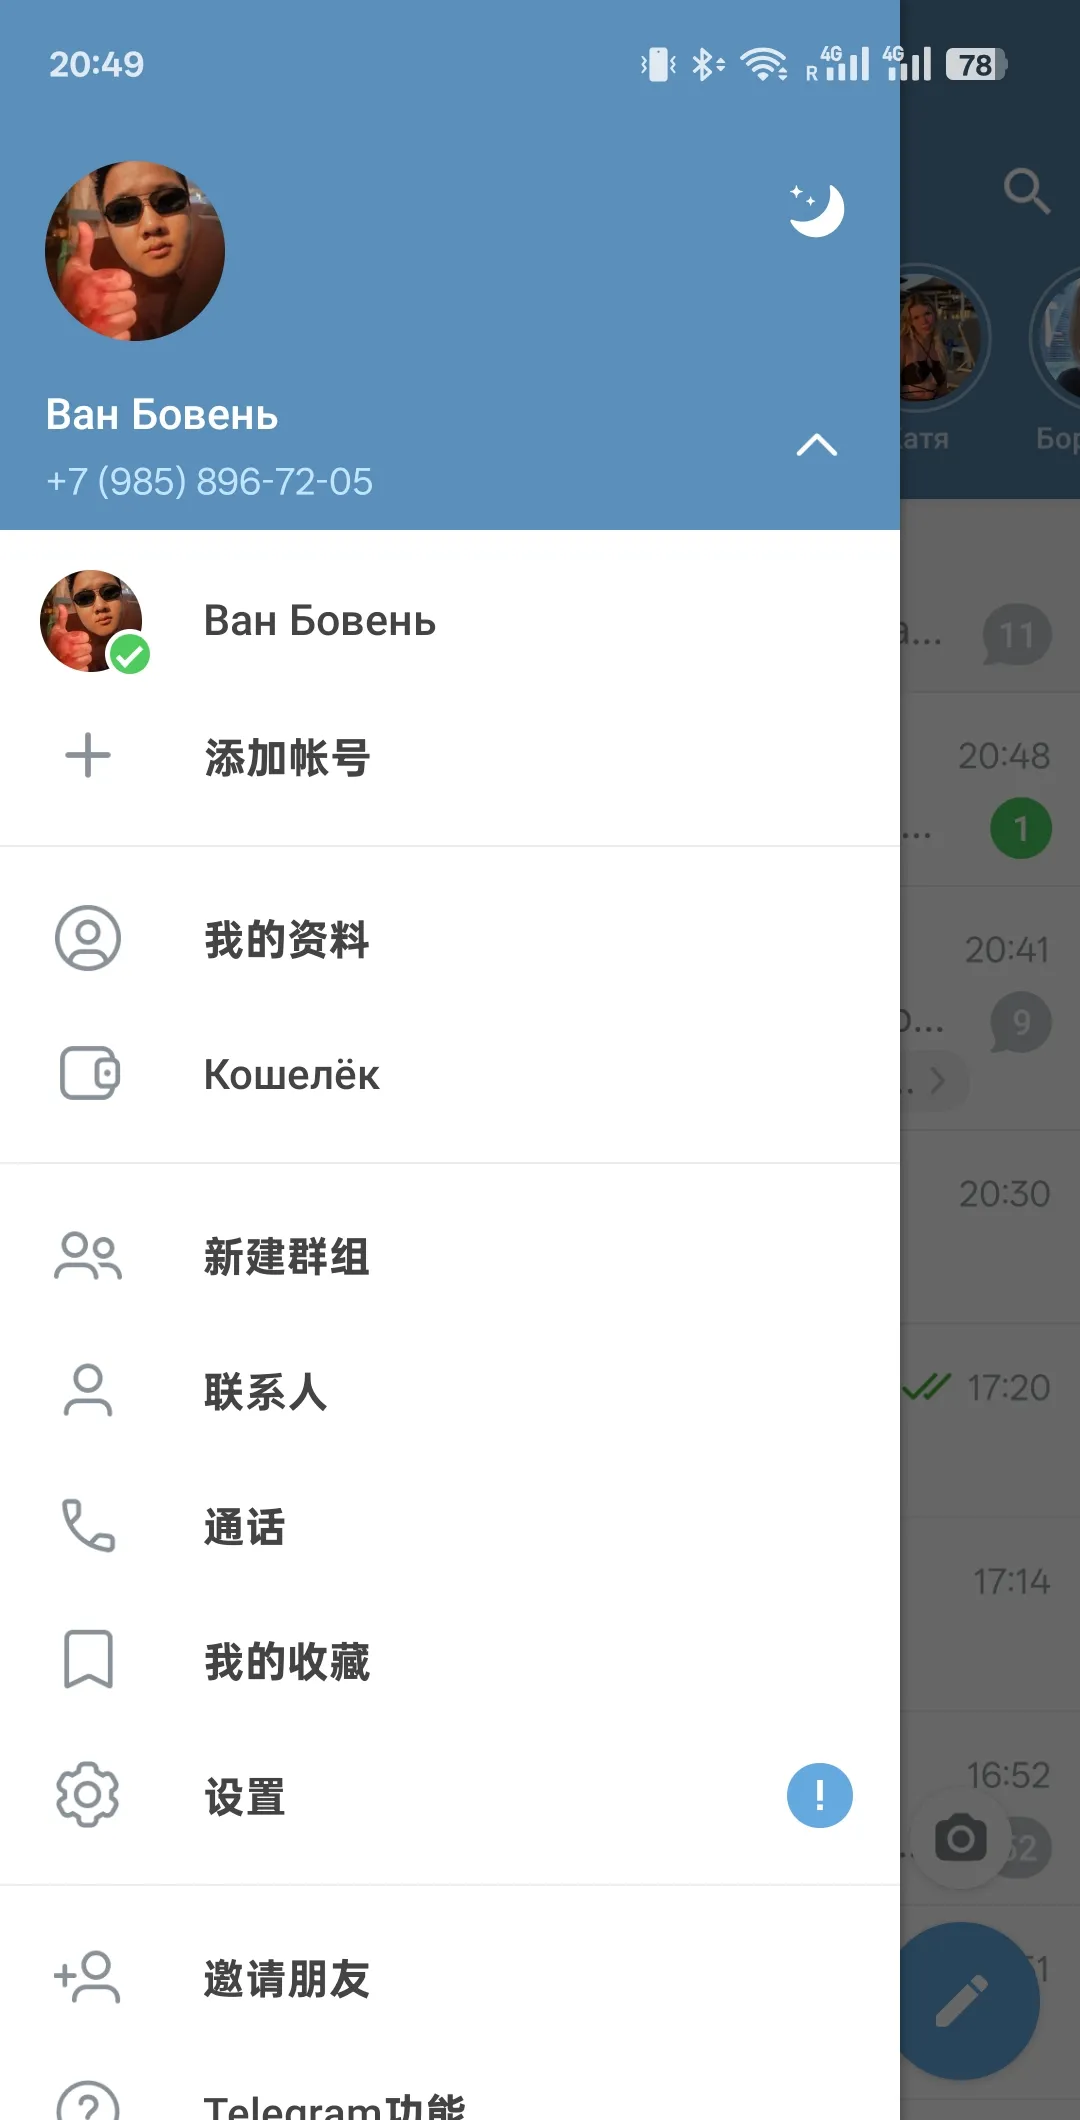 20:49
R 4G 4G 78
Ван Бовень
+7 (985) 896-72-05
атя
Бор
Ван Бовень
11
添加帐号
20:48
...
1
我的资料
20:41
...
9
Кошелёк
20:30
新建群组
联系人
17:20
通话
17:14
我的收藏
设置
!
16:52
52
邀请朋友
51
Telegram功能